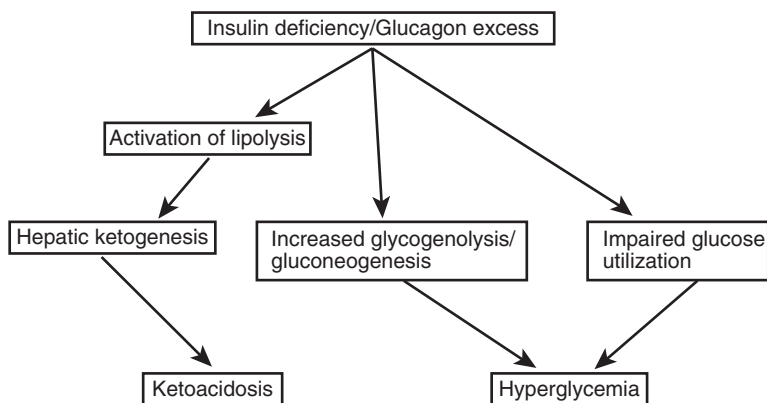 Insulin deficiency/Glucagon excess
Activation of lipolysis
Hepatic ketogenesis
Increased glycogenolysis/
gluconeogenesis
Impaired glucose
utilization
Ketoacidosis
Hyperglycemia